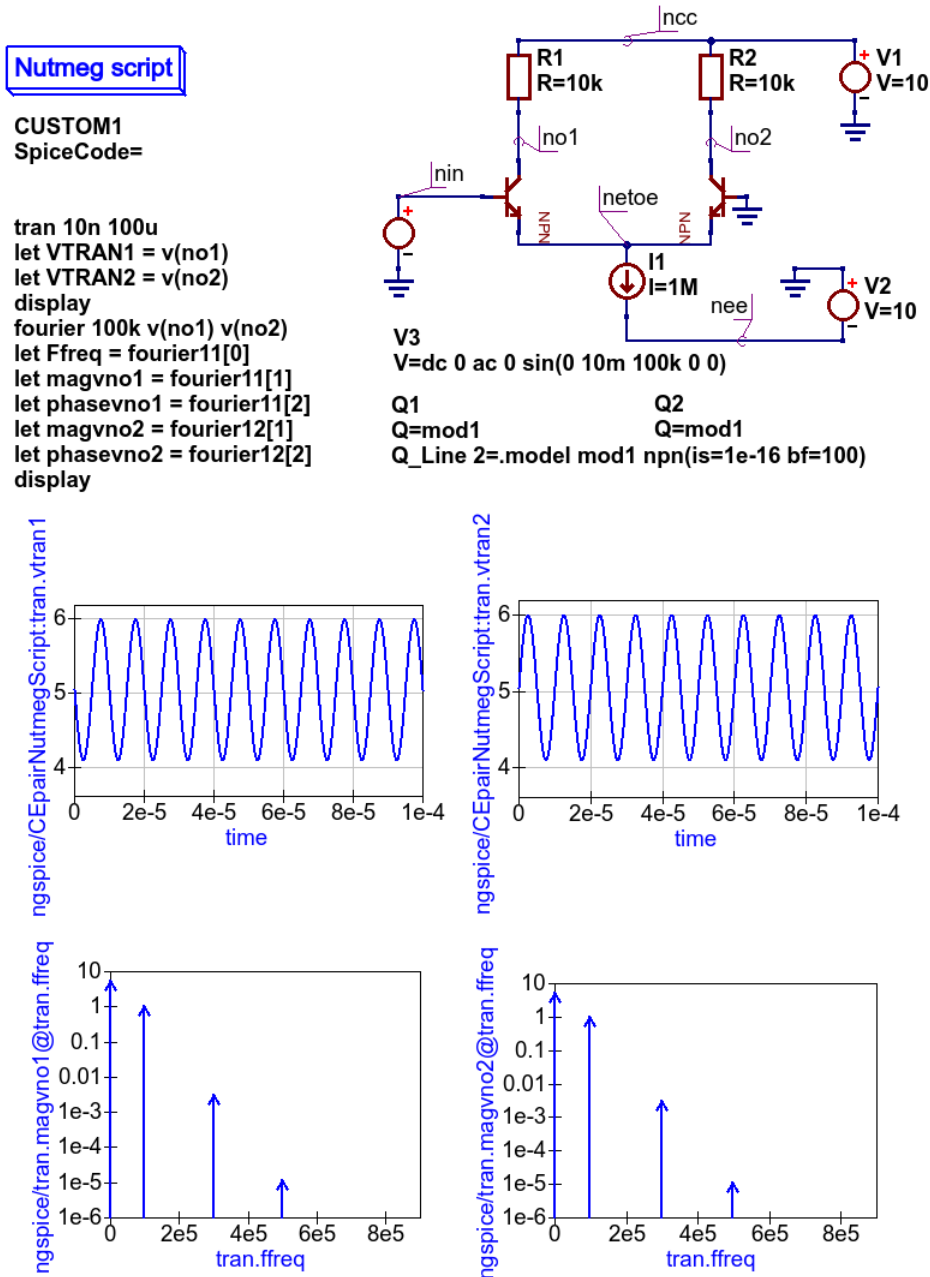 Nutmeg script
CUSTOM1
SpiceCode=
tran 10n 100u
let VTRAN1 = v(no1)
let VTRAN2 = v(no2)
display
fourier 100k v(no1) v(no2)
let Ffreq = fourier11[0]
let magvno1 = fourier11[1]
let phasevno1 = fourier11[2]
let magvno2 = fourier12[1]
let phasevno2 = fourier12[2]
display
ncc
R1
R=10k
R2
R=10k
+ V1
V=10
−
no1
no2
nin
+
−
netoe
NPN
NPN
I1
I=1M
nee
+ V2
V=10
−
V3
V=dc 0 ac 0 sin(0 10m 100k 0 0)
Q1
Q=mod1
Q2
Q=mod1
Q_Line 2=.model mod1 npn(is=1e-16 bf=100)
ngspice/CEpairNutmegScript:tran.vtran1
6
5
4
0 2e-5 4e-5 6e-5 8e-5 1e-4
time
ngspice/CEpairNutmegScript:tran.vtran2
6
5
4
0 2e-5 4e-5 6e-5 8e-5 1e-4
time
ngspice/tran.magvno1@tran.ffreq
10
1
0.1
0.01
1e-3
1e-4
1e-5
1e-6
0 2e5 4e5 6e5 8e5
tran.ffreq
ngspice/tran.magvno2@tran.ffreq
10
1
0.1
0.01
1e-3
1e-4
1e-5
1e-6
0 2e5 4e5 6e5 8e5
tran.ffreq